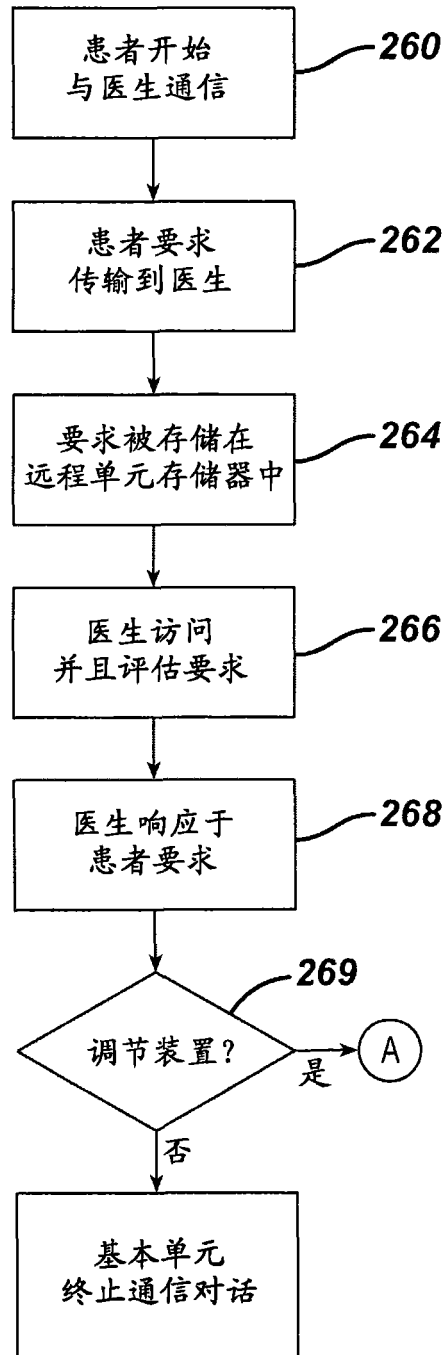 患者开始
与医生通信
260
患者要求
传输到医生
262
要求被存储在
远程单元存储器中
264
医生访问
并且评估要求
266
医生响应于
患者要求
268
269
调节装置?
是
A
否
基本单元
终止通信对话